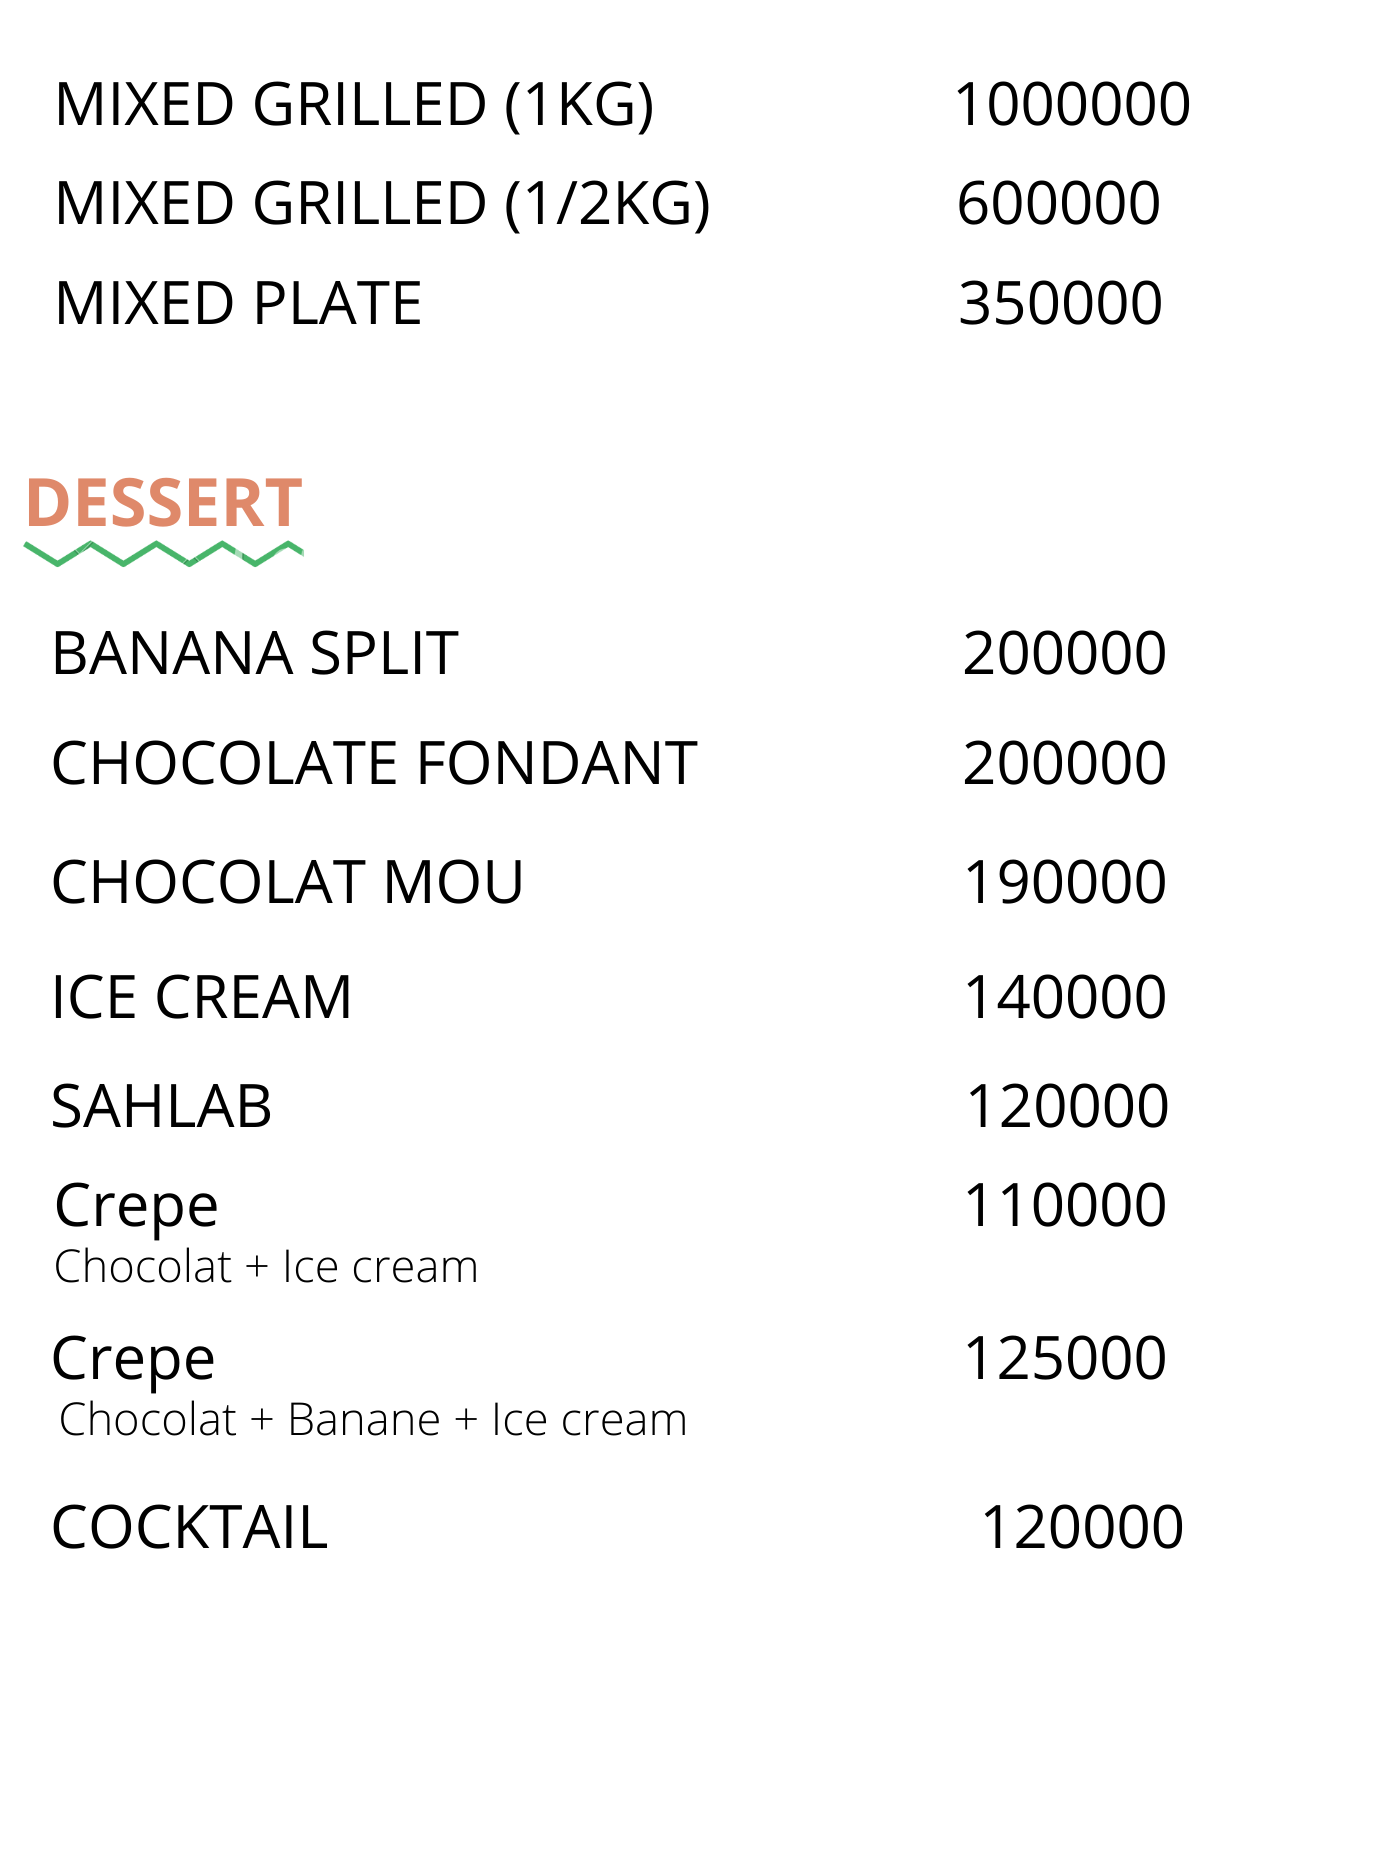 MIXED GRILLED (1KG) 1000000
MIXED GRILLED (1/2KG) 600000
MIXED PLATE 350000
DESSERT
BANANA SPLIT 200000
CHOCOLATE FONDANT 200000
CHOCOLAT MOU 190000
ICE CREAM 140000
SAHLAB 120000
Crepe 110000
Chocolat + Ice cream
Crepe 125000
Chocolat + Banane + Ice cream
COCKTAIL 120000